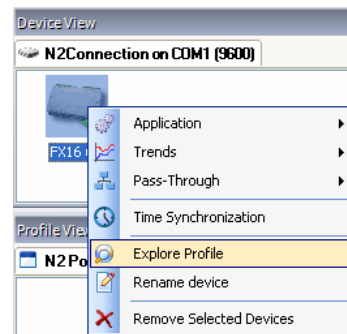 Device View
N2Connection on COM1 (9600)
FX16
Application
Trends
Pass-Through
Time Synchronization
Profile
Explore Profile
N2
Rename device
Remove Selected Devices